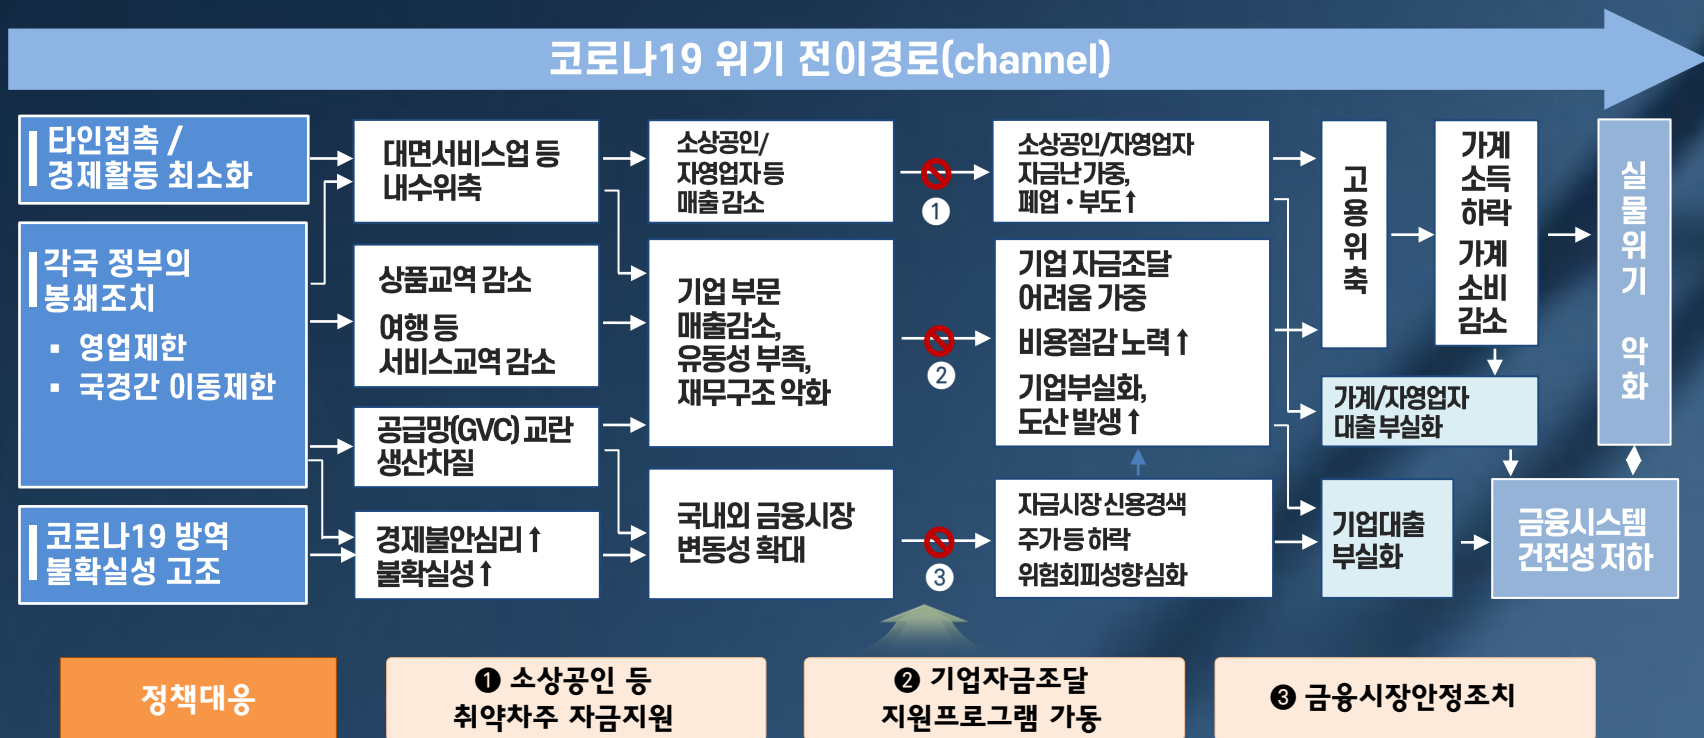 코로나19 위기 전이경로(channel)
타인접촉 /
경제활동 최소화
각국 정부의
봉쇄조치
▪ 영업제한
▪ 국경간 이동제한
코로나19 방역
불확실성 고조
대면서비스업 등
내수위축
상품교역 감소
여행 등
서비스교역 감소
공급망(GVC) 교란
생산차질
경제불안심리↑
불확실성↑
소상공인/
자영업자 등
매출 감소
기업 부문
매출감소,
유동성 부족,
재무구조 악화
국내외 금융시장
변동성 확대
1
2
3
소상공인/자영업자
자금난 가중,
폐업·부도↑
기업 자금조달
어려움 가중
비용절감 노력↑
기업부실화,
도산 발생↑
자금시장 신용경색
주가 등 하락
위험회피성향 심화
고
용
위
축
가계
소득
하락
가계
소비
감소
가계/자영업자
대출 부실화
기업대출
부실화
실
물
위
기
악
화
금융시스템
건전성 저하
정책대응
❶ 소상공인 등
취약차주 자금지원
❷ 기업자금조달
지원프로그램 가동
❸ 금융시장안정조치